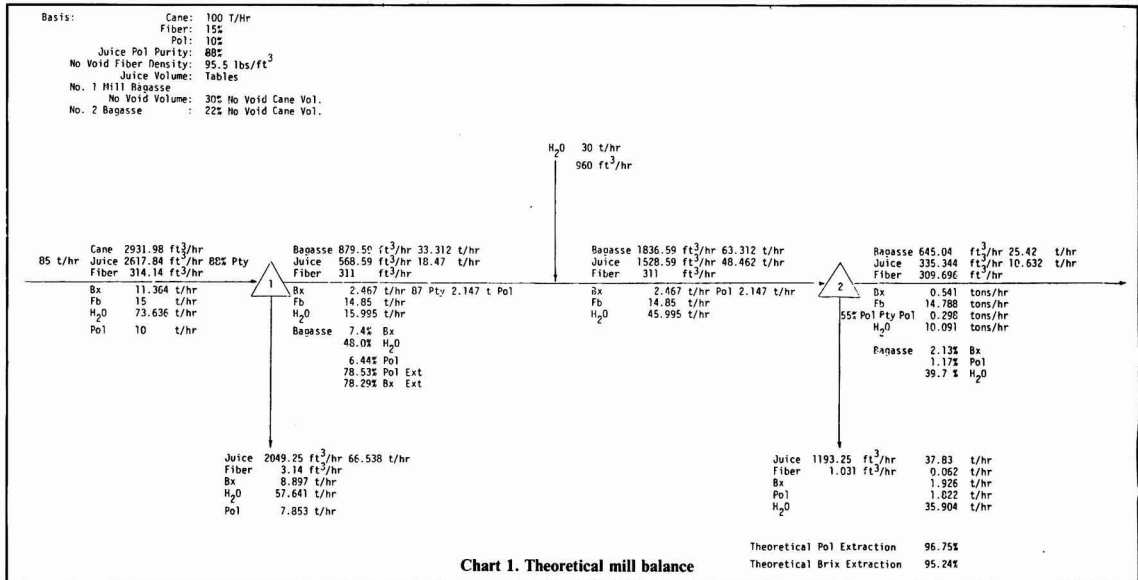 Basis: Cane: 100 T/Hr
Fiber: 15%
Pol: 10%
Juice Pol Purity: 88%
No Void Fiber Density: 95.5 lbs/ft³
Juice Volume: Tables
No. 1 Mill Bagasse
No Void Volume: 30% No Void Cane Vol.
No. 2 Bagasse : 22% No Void Cane Vol.
H₂O 30 t/hr
960 ft³/hr
85 t/hr
Cane 2931.98 ft³/hr
Juice 2617.84 ft³/hr 88% Pty
Fiber 314.14 ft³/hr
Bx 11.364 t/hr
Fb 15 t/hr
H₂O 73.636 t/hr
Pol 10 t/hr
1
Bagasse 879.59 ft³/hr 33.312 t/hr
Juice 568.59 ft³/hr 18.47 t/hr
Fiber 311 ft³/hr
Bx 2.467 t/hr 87 Pty 2.147 t Pol
Fb 14.85 t/hr
H₂O 15.995 t/hr
Bagasse 7.4% Bx
48.0% H₂O
6.44% Pol
78.53% Pol Ext
78.29% Bx Ext
Bagasse 1836.59 ft³/hr 63.312 t/hr
Juice 1528.59 ft³/hr 48.462 t/hr
Fiber 311 ft³/hr
Bx 2.467 t/hr Pol 2.147 t/hr
Fb 14.85 t/hr
H₂O 45.995 t/hr
2
Bagasse 645.04 ft³/hr 25.42 t/hr
Juice 335.344 ft³/hr 10.632 t/hr
Fiber 309.696 ft³/hr
Bx 0.541 tons/hr
Fb 14.788 tons/hr
55% Pol Pty Pol 0.298 tons/hr
H₂O 10.091 tons/hr
Bagasse 2.13% Bx
1.17% Pol
39.7 % H₂O
Juice 2049.25 ft³/hr 66.538 t/hr
Fiber 3.14 ft³/hr
Bx 8.897 t/hr
H₂O 57.641 t/hr
Pol 7.853 t/hr
Juice 1193.25 ft³/hr 37.83 t/hr
Fiber 1.031 ft³/hr 0.062 t/hr
Bx 1.926 t/hr
Pol 1.822 t/hr
H₂O 35.904 t/hr
Theoretical Pol Extraction 96.75%
Theoretical Brix Extraction 95.24%
Chart 1. Theoretical mill balance